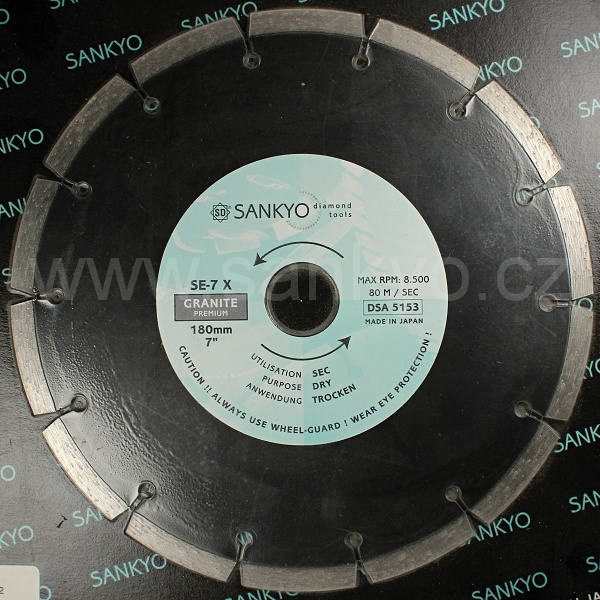 SANKYO
SANKYO
SANKYO
SANKYO
SANKYO
SD SANKYO diamond tools
www.sankyo.cz
SE-7 X
GRANITE
PREMIUM
180mm
7"
MAX RPM: 8.500
80 M / SEC
DSA 5153
MADE IN JAPAN
UTILISATION SEC
PURPOSE DRY
ANWENDUNG TROCKEN
CAUTION !! ALWAYS USE WHEEL-GUARD ! WEAR EYE PROTECTION !
SANKYO
SANKYO
SANKYO
SANKYO